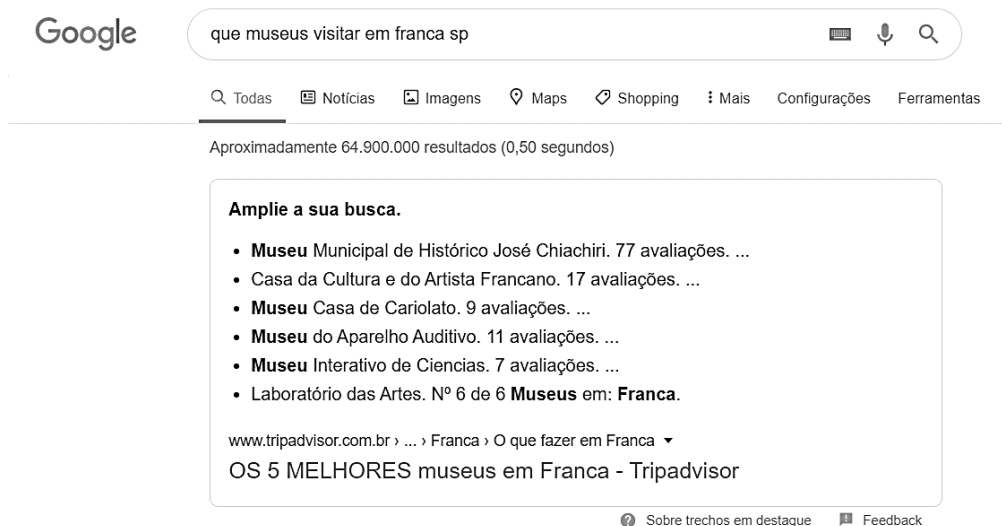 Google
que museus visitar em franca sp
Todas Notícias Imagens Maps Shopping Mais Configurações Ferramentas
Aproximadamente 64.900.000 resultados (0,50 segundos)
Amplie a sua busca.
• Museu Municipal de Histórico José Chiachiri. 77 avaliações. ...
• Casa da Cultura e do Artista Francano. 17 avaliações. ...
• Museu Casa de Cariolato. 9 avaliações. ...
• Museu do Aparelho Auditivo. 11 avaliações. ...
• Museu Interativo de Ciencias. 7 avaliações. ...
• Laboratório das Artes. Nº 6 de 6 Museus em: Franca.
www.tripadvisor.com.br › ... › Franca › O que fazer em Franca
OS 5 MELHORES museus em Franca - Tripadvisor
Sobre trechos em destaque Feedback